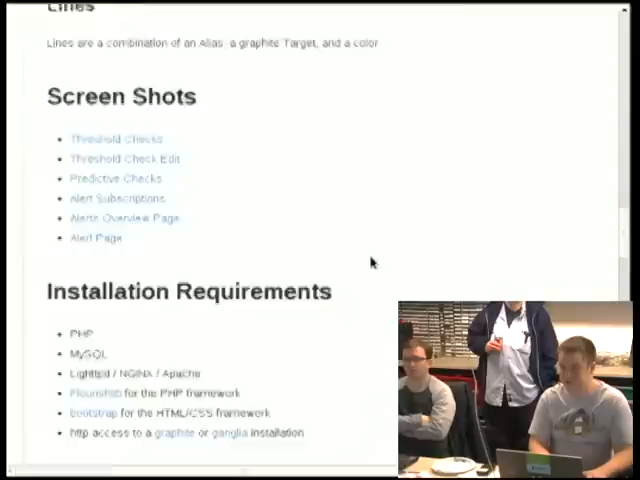 Lines
Lines are a combination of an Alias, a graphite Target, and a color
Screen Shots
Threshold Checks
Threshold Check Edit
Predictive Checks
Alert Subscriptions
Alerts Overview Page
Alert Page
Installation Requirements
PHP
MySQL
Lighttpd / NGINX / Apache
Flourishlib for the PHP framework
bootstrap for the HTML/CSS framework
http access to a graphite or ganglia installation